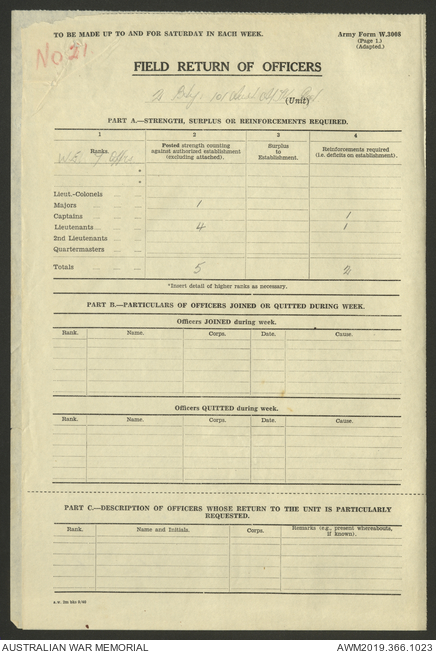 TO BE MADE UP TO AND FOR SATURDAY IN EACH WEEK.
Army Form W.3008
(Page 1.)
(Adapted.)
No 21.
FIELD RETURN OF OFFICERS
(Unit)
PART A.—STRENGTH, SURPLUS OR REINFORCEMENTS REQUIRED.
1 2 3 4
Ranks. Posted strength counting against authorized establishment (excluding attached). Surplus to Establishment. Reinforcements required (i.e. deficits on establishment).
W.E. 7 Offrs
*
*
Lieut.-Colonels
Majors 1
Captains 1
Lieutenants 4 1
2nd Lieutenants
Quartermasters
Totals 5 2
*Insert detail of higher ranks as necessary.
PART B.—PARTICULARS OF OFFICERS JOINED OR QUITTED DURING WEEK.
Officers JOINED during week.
Rank. Name. Corps. Date. Cause.
Officers QUITTED during week.
Rank. Name. Corps. Date. Cause.
PART C.—DESCRIPTION OF OFFICERS WHOSE RETURN TO THE UNIT IS PARTICULARLY
REQUESTED.
Rank. Name and Initials. Corps. Remarks (e.g., present whereabouts, if known).
AUSTRALIAN WAR MEMORIAL
AWM2019.366.1023